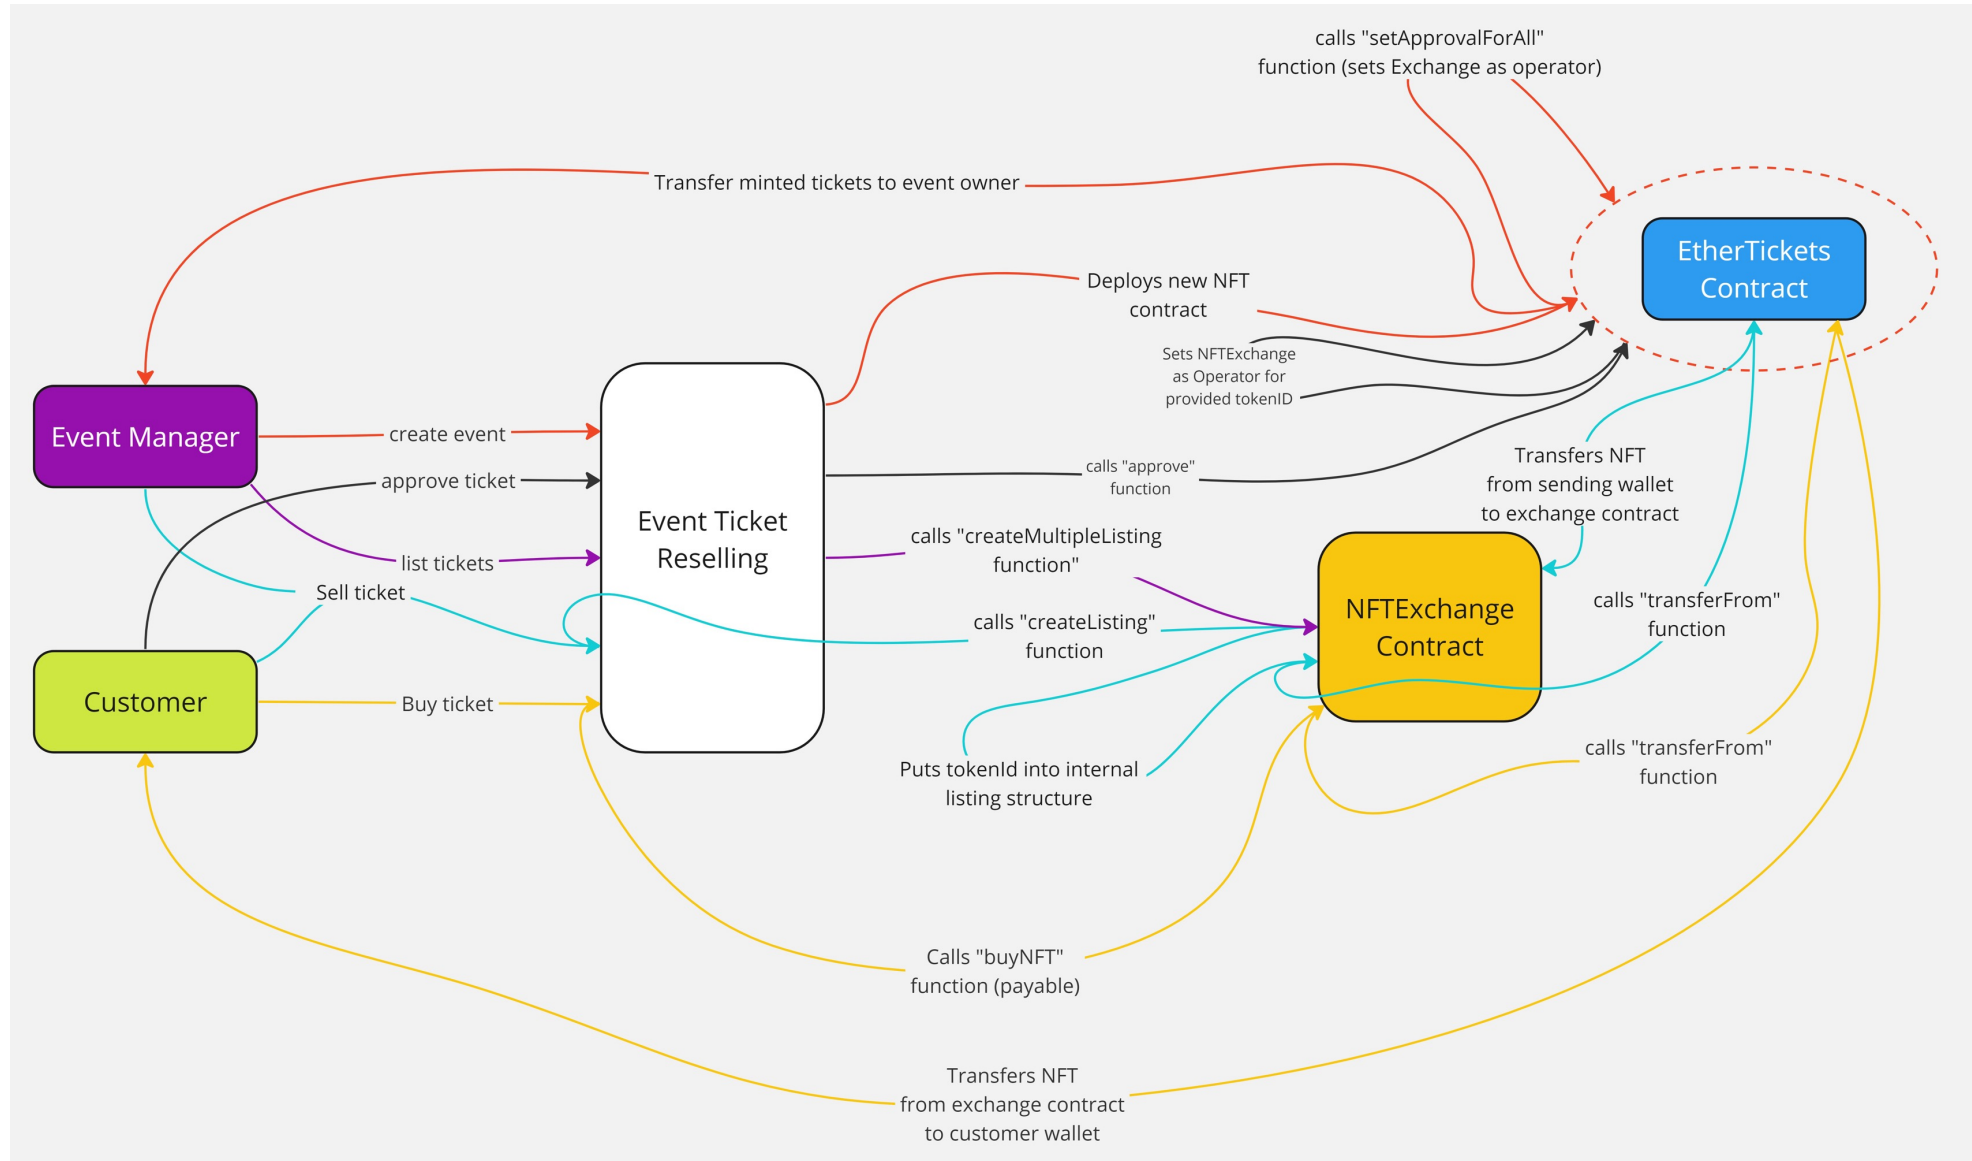 calls "setApprovalForAll"
function (sets Exchange as operator)
Transfer minted tickets to event owner
EtherTickets
Contract
Deploys new NFT
contract
Sets NFTExchange
as Operator for
provided tokenID
Event Manager
create event
approve ticket
calls "approve"
function
Transfers NFT
from sending wallet
to exchange contract
Event Ticket
Reselling
list tickets
calls "createMultipleListing
function"
Sell ticket
calls "createListing"
function
NFTExchange
Contract
calls "transferFrom"
function
Customer
Buy ticket
Puts tokenId into internal
listing structure
calls "transferFrom"
function
Calls "buyNFT"
function (payable)
Transfers NFT
from exchange contract
to customer wallet